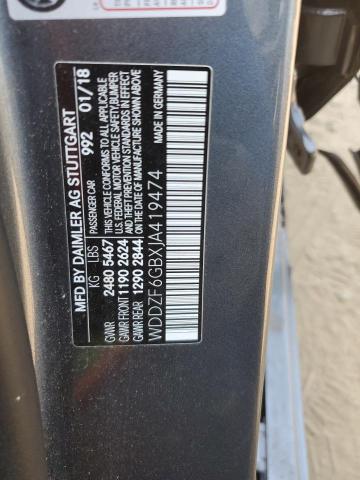 MFD BY DAIMLER AG STUTTGART
992 01/18
PASSENGER CAR
KG LBS
GVWR 2480 5467
GAWR FRONT 1190 2624
GAWR REAR 1290 2844
THIS VEHICLE CONFORMS TO ALL APPLICABLE
U.S. FEDERAL MOTOR VEHICLE SAFETY, BUMPER
AND THEFT PREVENTION STANDARDS IN EFFECT
ON THE DATE OF MANUFACTURE SHOWN ABOVE
WDDZF6GBXJA419474
MADE IN GERMANY